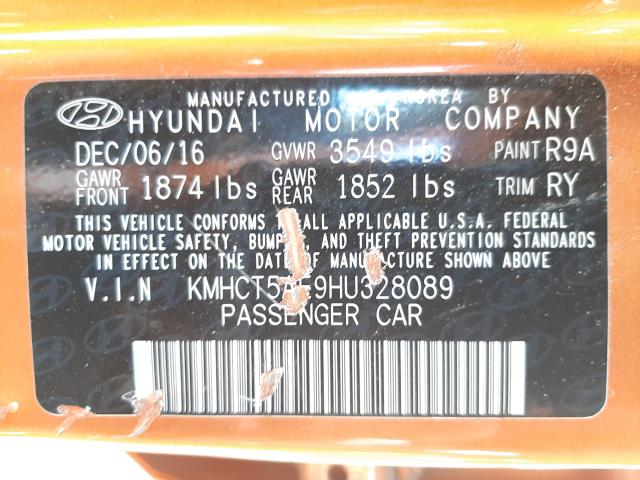 MANUFACTURED KOREA BY
HYUNDAI MOTOR COMPANY
DEC/06/16 GVWR 3549 lbs PAINT R9A
GAWR FRONT 1874 lbs GAWR REAR 1852 lbs TRIM RY
THIS VEHICLE CONFORMS ALL APPLICABLE U.S.A. FEDERAL
MOTOR VEHICLE SAFETY, AND THEFT PREVENTION STANDARDS
IN EFFECT ON THE DATE OF MANUFACTURE SHOWN ABOVE
V.I.N
PASSENGER CAR